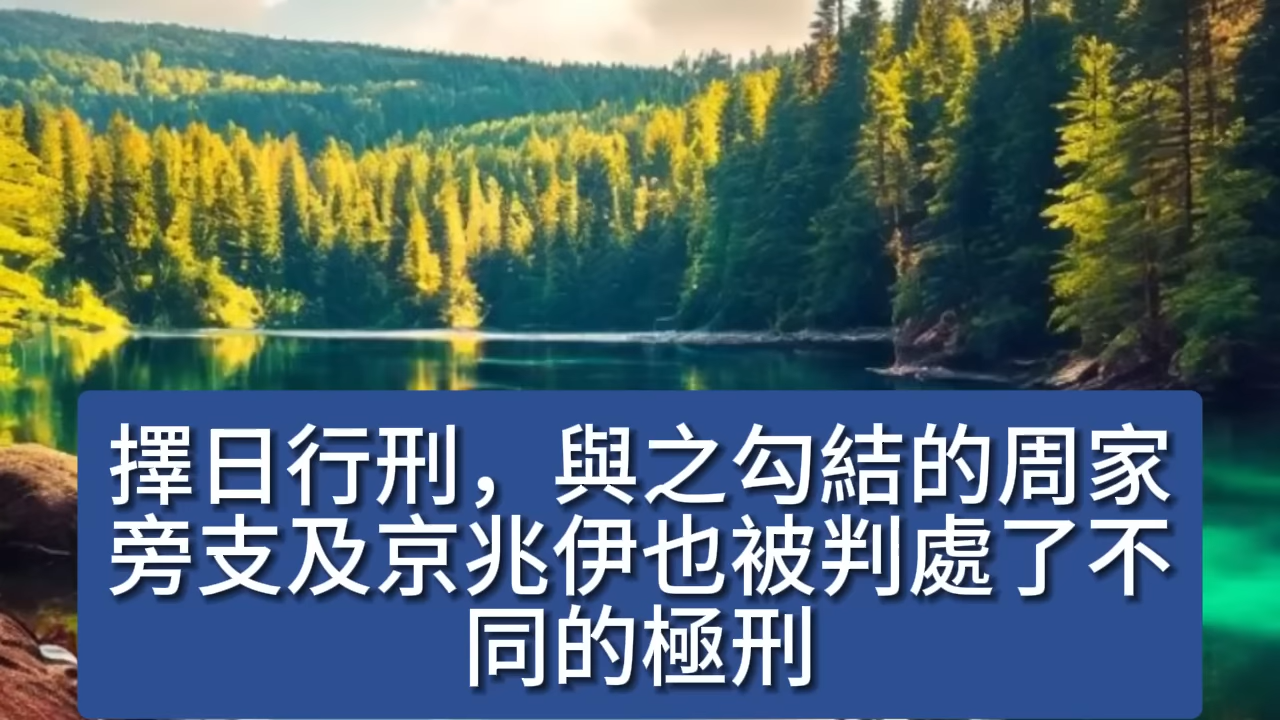 擇日行刑，與之勾結的周家
旁支及京兆伊也被判處了不
同的極刑